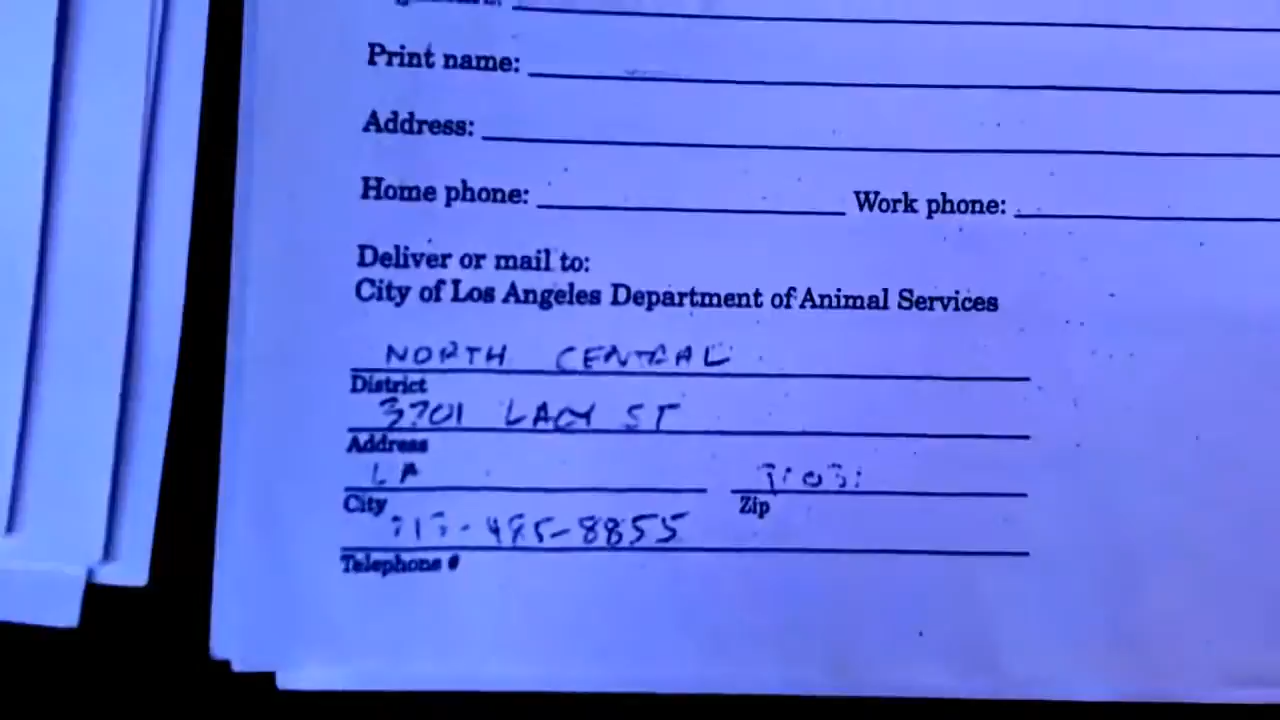 Print name:
Address:
Home phone: Work phone:
Deliver or mail to:
City of Los Angeles Department of Animal Services
NORTH CENTRAL
District
3701 LACY ST
Address
LA
City Zip
Telephone #